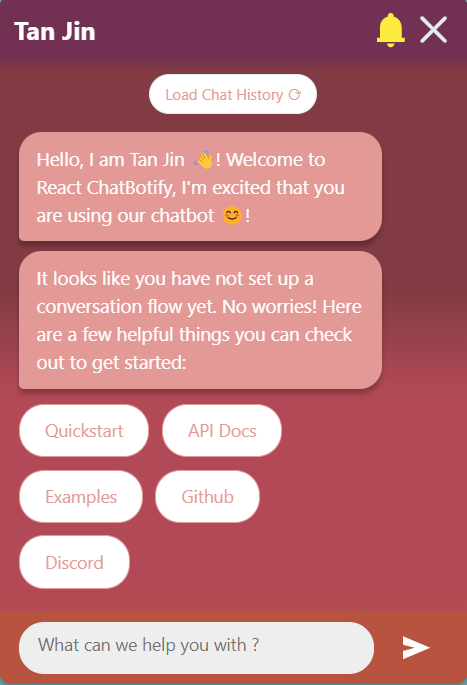 Tan Jin
Load Chat History
Hello, I am Tan Jin 👋! Welcome to
React ChatBotify, I'm excited that you
are using our chatbot 😊!
It looks like you have not set up a
conversation flow yet. No worries! Here
are a few helpful things you can check
out to get started:
Quickstart
API Docs
Examples
Github
Discord
What can we help you with ?